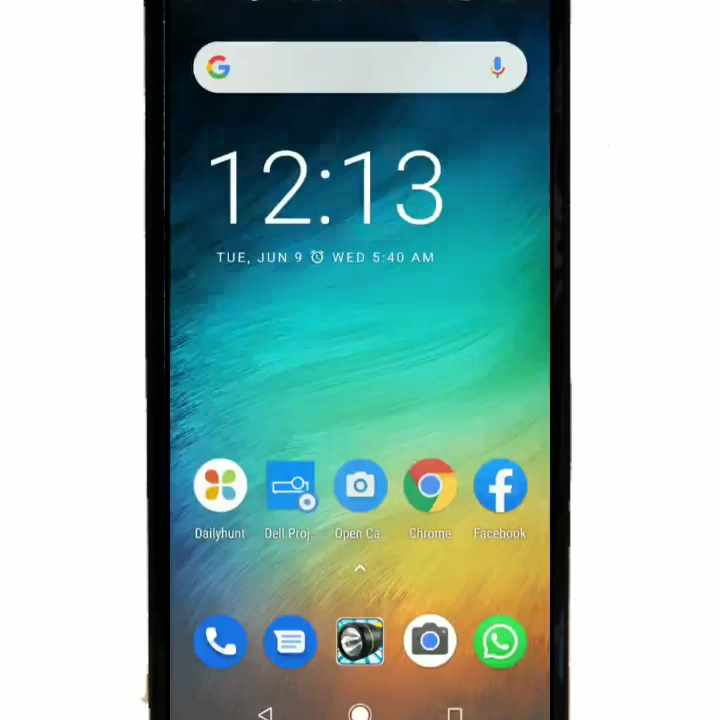 12:13
TUE, JUN 9 WED 5:40 AM
Dailyhunt Dell Proj.. Open Ca.. Chrome Facebook